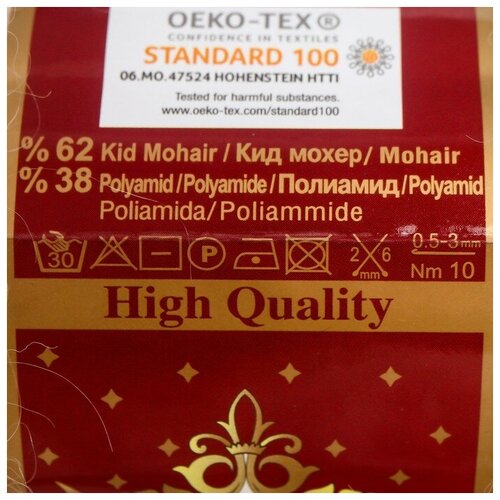 OEKO-TEX®
CONFIDENCE IN TEXTILES
STANDARD 100
06.MO.47524 HOHENSTEIN HTTI
Tested for harmful substances.
www.oeko-tex.com/standard100
% 62 Kid Mohair / Кид мохер / Mohair
% 38 Polyamid/Polyamide/Полиамид/Polyamid
Poliamida/Poliammide
30 P 2 6 mm 0.5-3mm Nm 10
High Quality